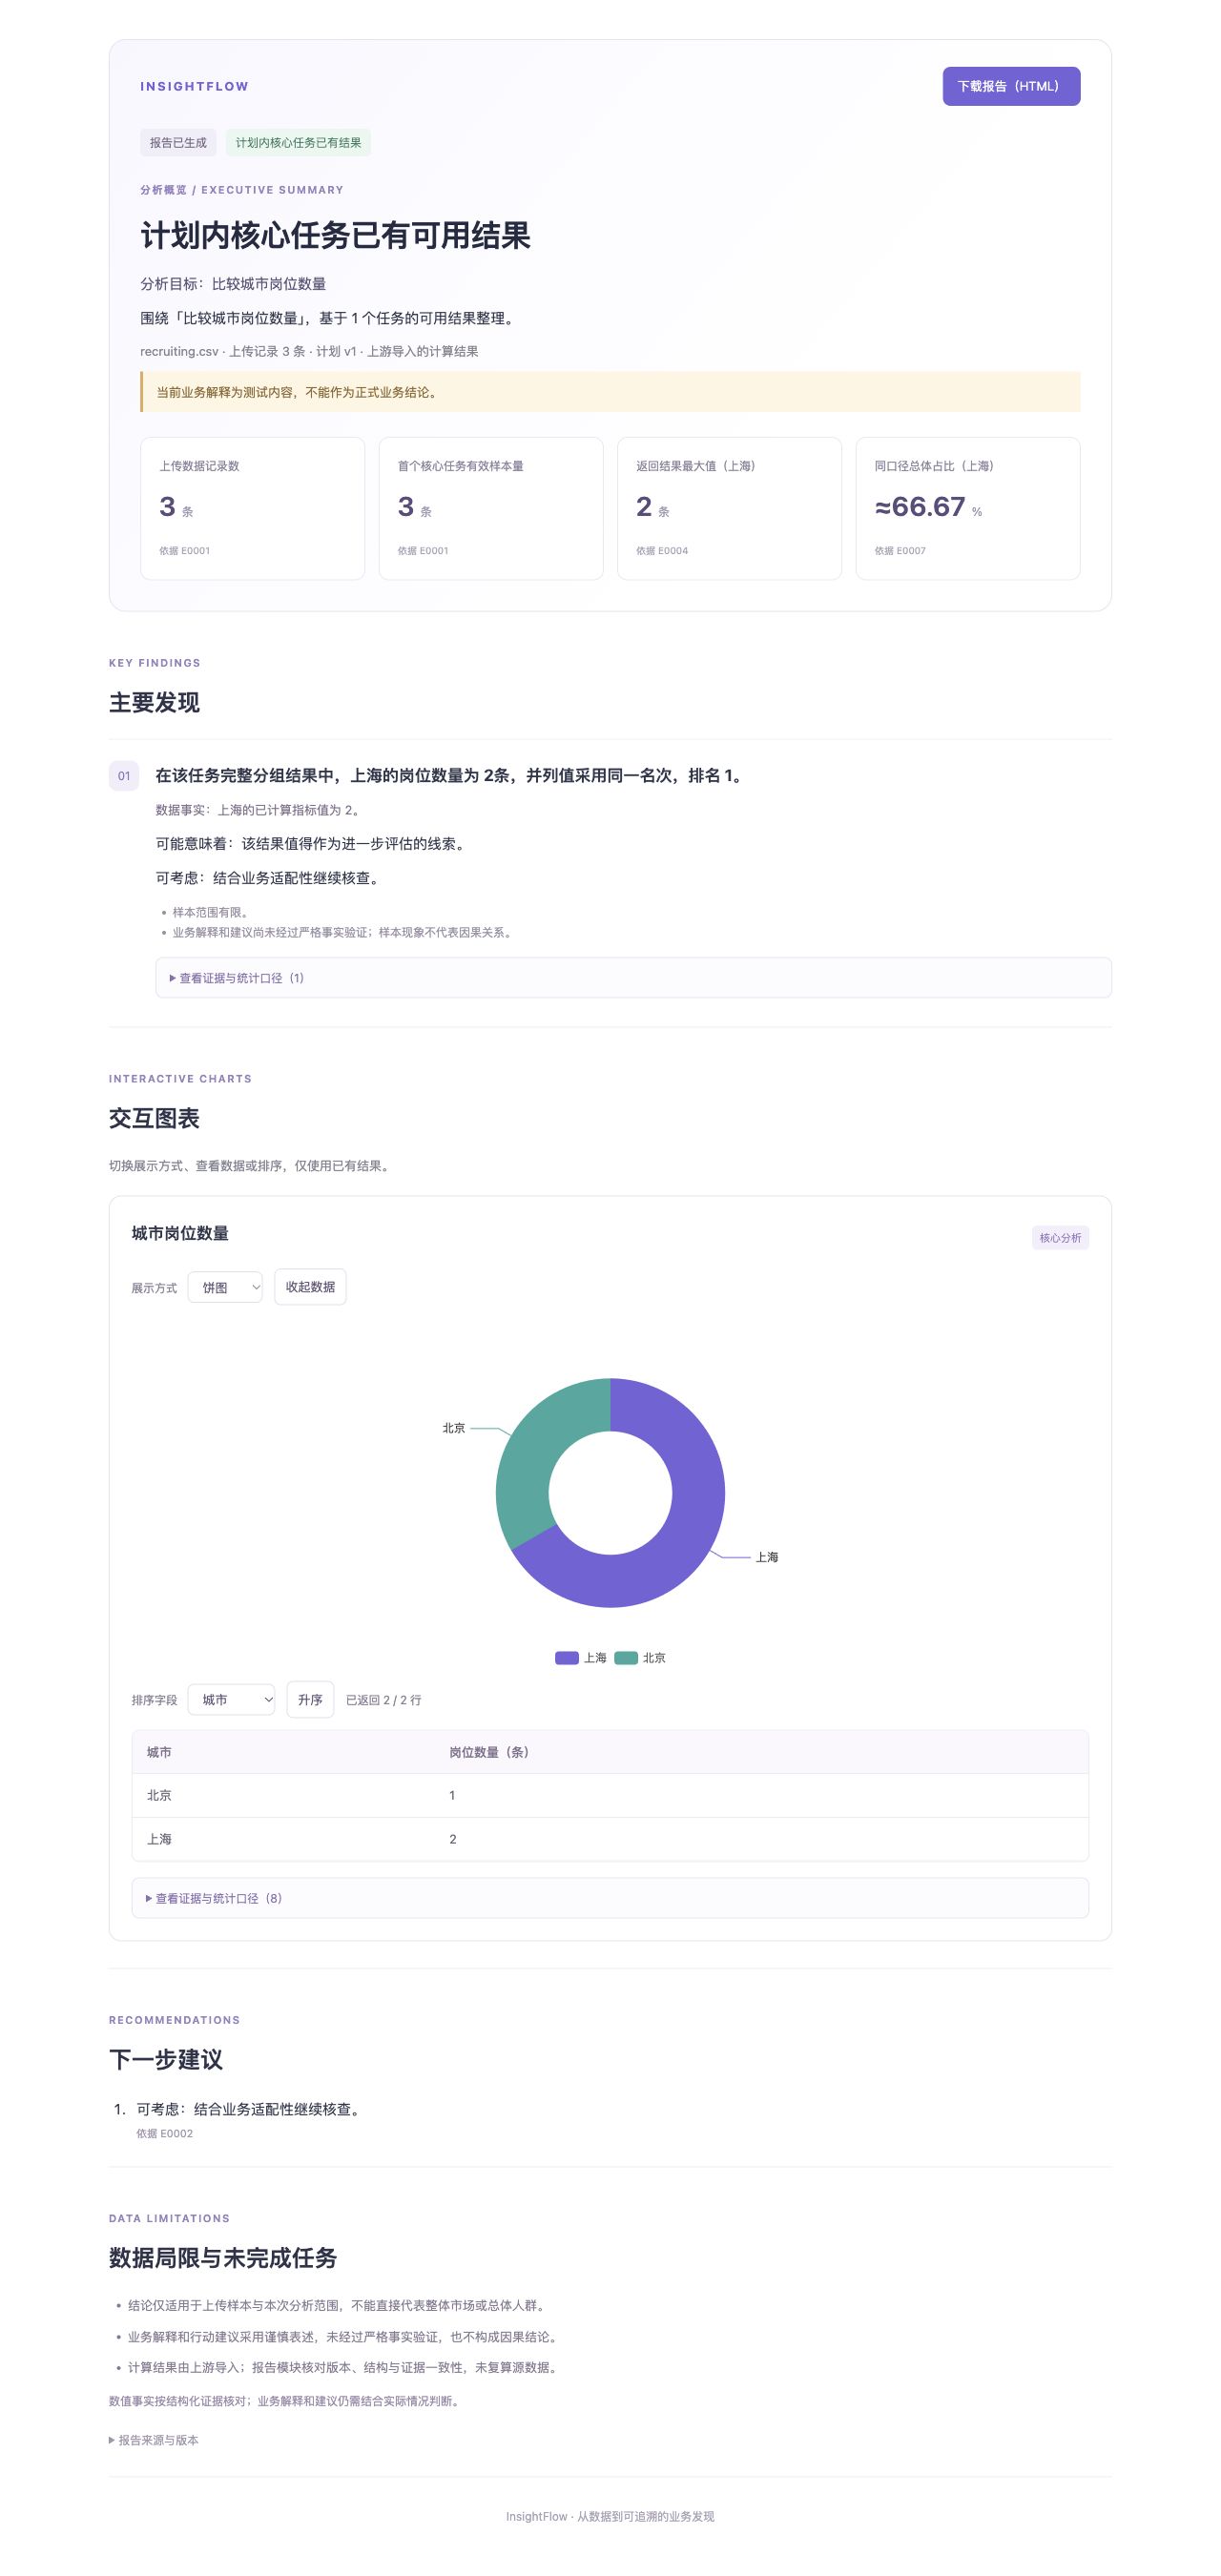 INSIGHTFLOW
下载报告（HTML）
报告已生成
计划内核心任务已有结果
分析概览 / EXECUTIVE SUMMARY
计划内核心任务已有可用结果
分析目标：比较城市岗位数量
围绕「比较城市岗位数量」，基于 1 个任务的可用结果整理。
recruiting.csv · 上传记录 3 条 · 计划 v1 · 上游导入的计算结果
当前业务解释为测试内容，不能作为正式业务结论。
上传数据记录数
3 条
依据 E0001
首个核心任务有效样本量
3 条
依据 E0001
返回结果最大值（上海）
2 条
依据 E0004
同口径总体占比（上海）
≈66.67 %
依据 E0007
KEY FINDINGS
主要发现
01
在该任务完整分组结果中，上海的岗位数量为 2条，并列值采用同一名次，排名 1。
数据事实：上海的已计算指标值为 2。
可能意味着：该结果值得作为进一步评估的线索。
可考虑：结合业务适配性继续核查。
• 样本范围有限。
• 业务解释和建议尚未经过严格事实验证；样本现象不代表因果关系。
▶ 查看证据与统计口径（1）
INTERACTIVE CHARTS
交互图表
切换展示方式、查看数据或排序，仅使用已有结果。
城市岗位数量
核心分析
展示方式 饼图 收起数据
北京
上海
上海 北京
排序字段 城市 升序 已返回 2 / 2 行
城市 岗位数量（条）
北京 1
上海 2
▶ 查看证据与统计口径（8）
RECOMMENDATIONS
下一步建议
1. 可考虑：结合业务适配性继续核查。
依据 E0002
DATA LIMITATIONS
数据局限与未完成任务
• 结论仅适用于上传样本与本次分析范围，不能直接代表整体市场或总体人群。
• 业务解释和行动建议采用谨慎表述，未经过严格事实验证，也不构成因果结论。
• 计算结果由上游导入；报告模块核对版本、结构与证据一致性，未复算源数据。
数值事实按结构化证据核对；业务解释和建议仍需结合实际情况判断。
▶ 报告来源与版本
InsightFlow · 从数据到可追溯的业务发现